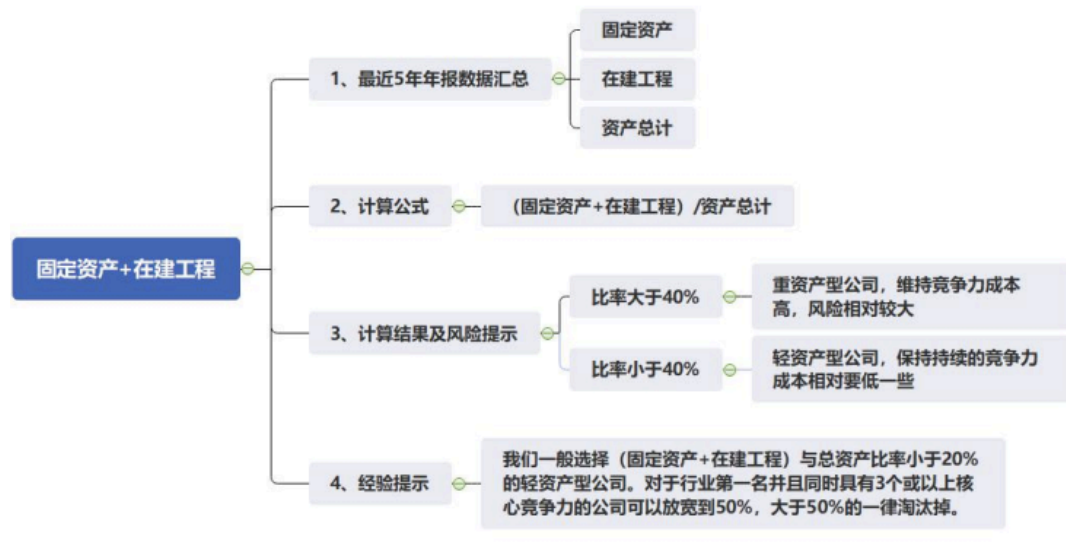 固定资产+在建工程
1、最近5年年报数据汇总
固定资产
在建工程
资产总计
2、计算公式
（固定资产+在建工程）/资产总计
3、计算结果及风险提示
比率大于40%
重资产型公司，维持竞争力成本
高，风险相对较大
比率小于40%
轻资产型公司，保持持续的竞争力
成本相对要低一些
4、经验提示
我们一般选择（固定资产+在建工程）与总资产比率小于20%
的轻资产型公司。对于行业第一名并且同时具有3个或以上核
心竞争力的公司可以放宽到50%，大于50%的一律淘汰掉。